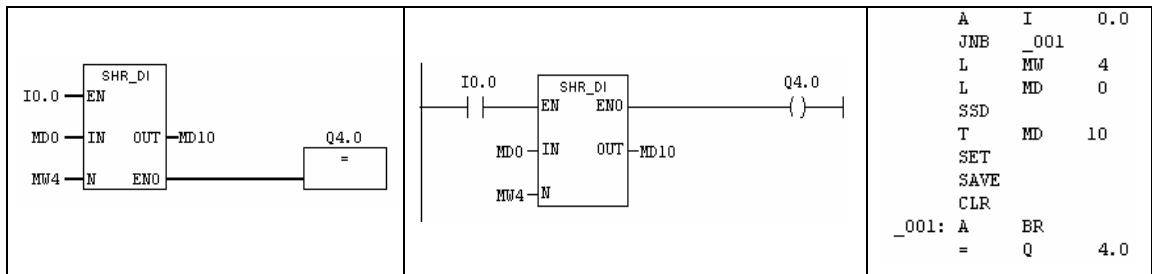 SHR_DI
I0.0 EN
MD0 IN OUT MD10
Q4.0
=
MW4 N ENO
I0.0
SHR_DI
Q4.0
EN ENO
MD0 IN OUT MD10
MW4 N
A I 0.0
JNB _001
L MW 4
L MD 0
SSD
T MD 10
SET
SAVE
CLR
_001: A BR
= Q 4.0